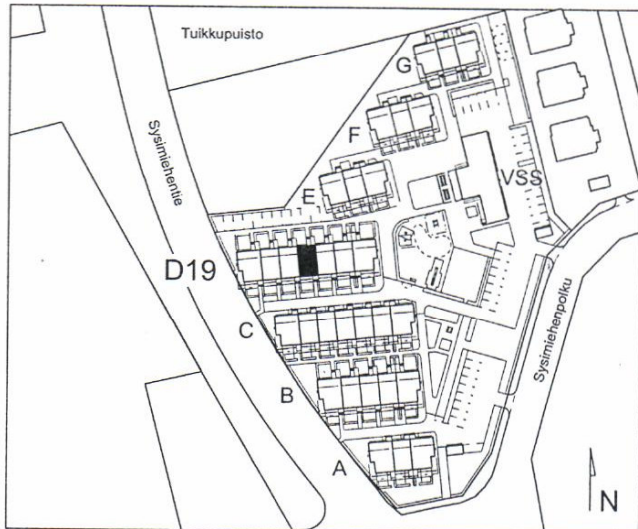 Tuikkupuisto
G
F
Sysimiehentie
VSS
E
D19
C
Sysimiehenpolku
B
A
N